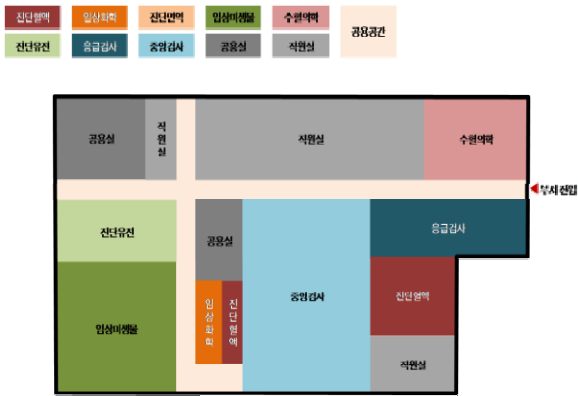 진단혈액 임상화학 진단면역 임상미생물 수혈의학 공용공간
진단유전 응급검사 중앙검사 공용실 직원실
공용실
직원실
직원실
수혈의학
부서진입
진단유전
공용실
응급검사
중앙검사
진단혈액
임상미생물
임상화학
진단혈액
직원실